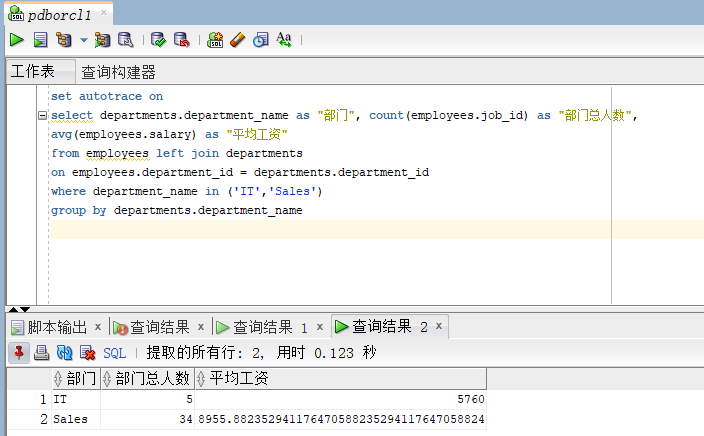 pdborcl1 ×
SQL
Aa
工作表 查询构建器
set autotrace on
select departments.department_name as "部门", count(employees.job_id) as "部门总人数",
avg(employees.salary) as "平均工资"
from employees left join departments
on employees.department_id = departments.department_id
where department_name in ('IT','Sales')
group by departments.department_name
脚本输出 × 查询结果 × 查询结果 1 × 查询结果 2 ×
SQL | 提取的所有行: 2, 用时 0.123 秒
部门 部门总人数 平均工资
1 IT 5 5760
2 Sales 34 8955.882352941176470588235294117647058824